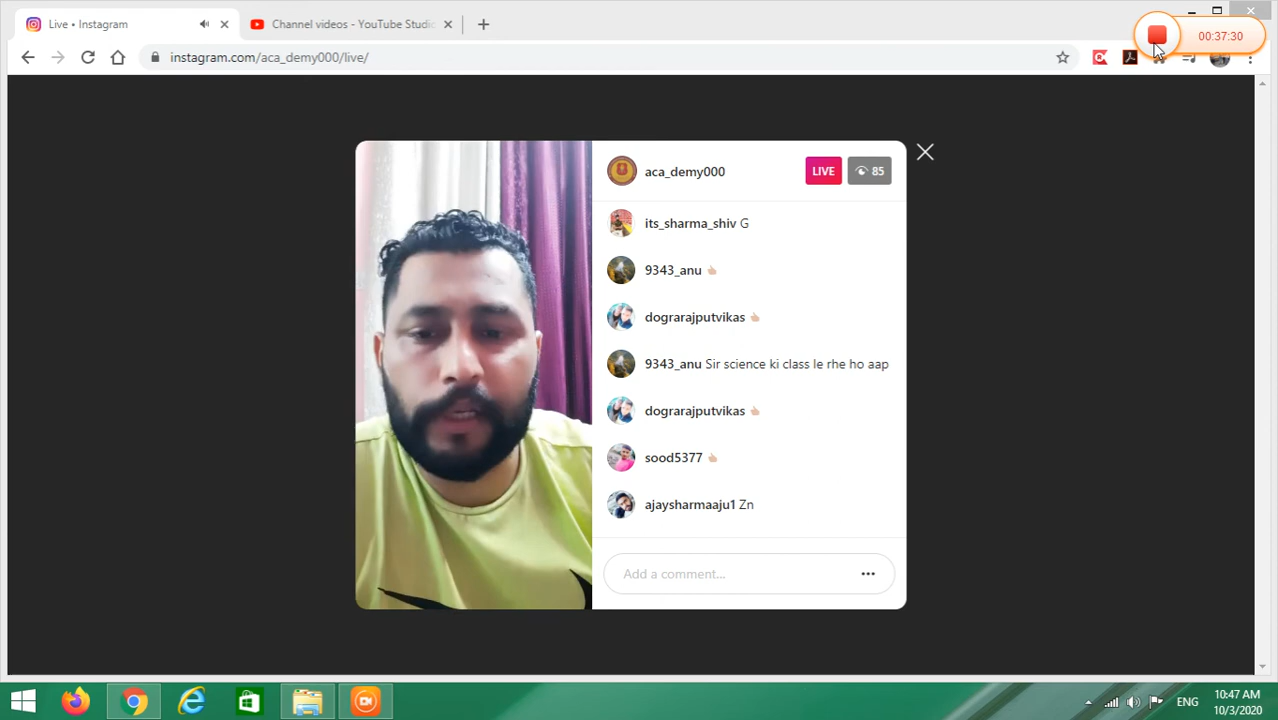 Live • Instagram
Channel videos - YouTube Studio
00:37:30
instagram.com/aca_demy000/live/
aca_demy000 LIVE 85
its_sharma_shiv G
9343_anu 👆🏻
dograrajputvikas 👆🏻
9343_anu Sir science ki class le rhe ho aap
dograrajputvikas 👆🏻
sood5377 👆🏻
ajaysharmaaju1 Zn
Add a comment... •••
ENG
10:47 AM
10/3/2020